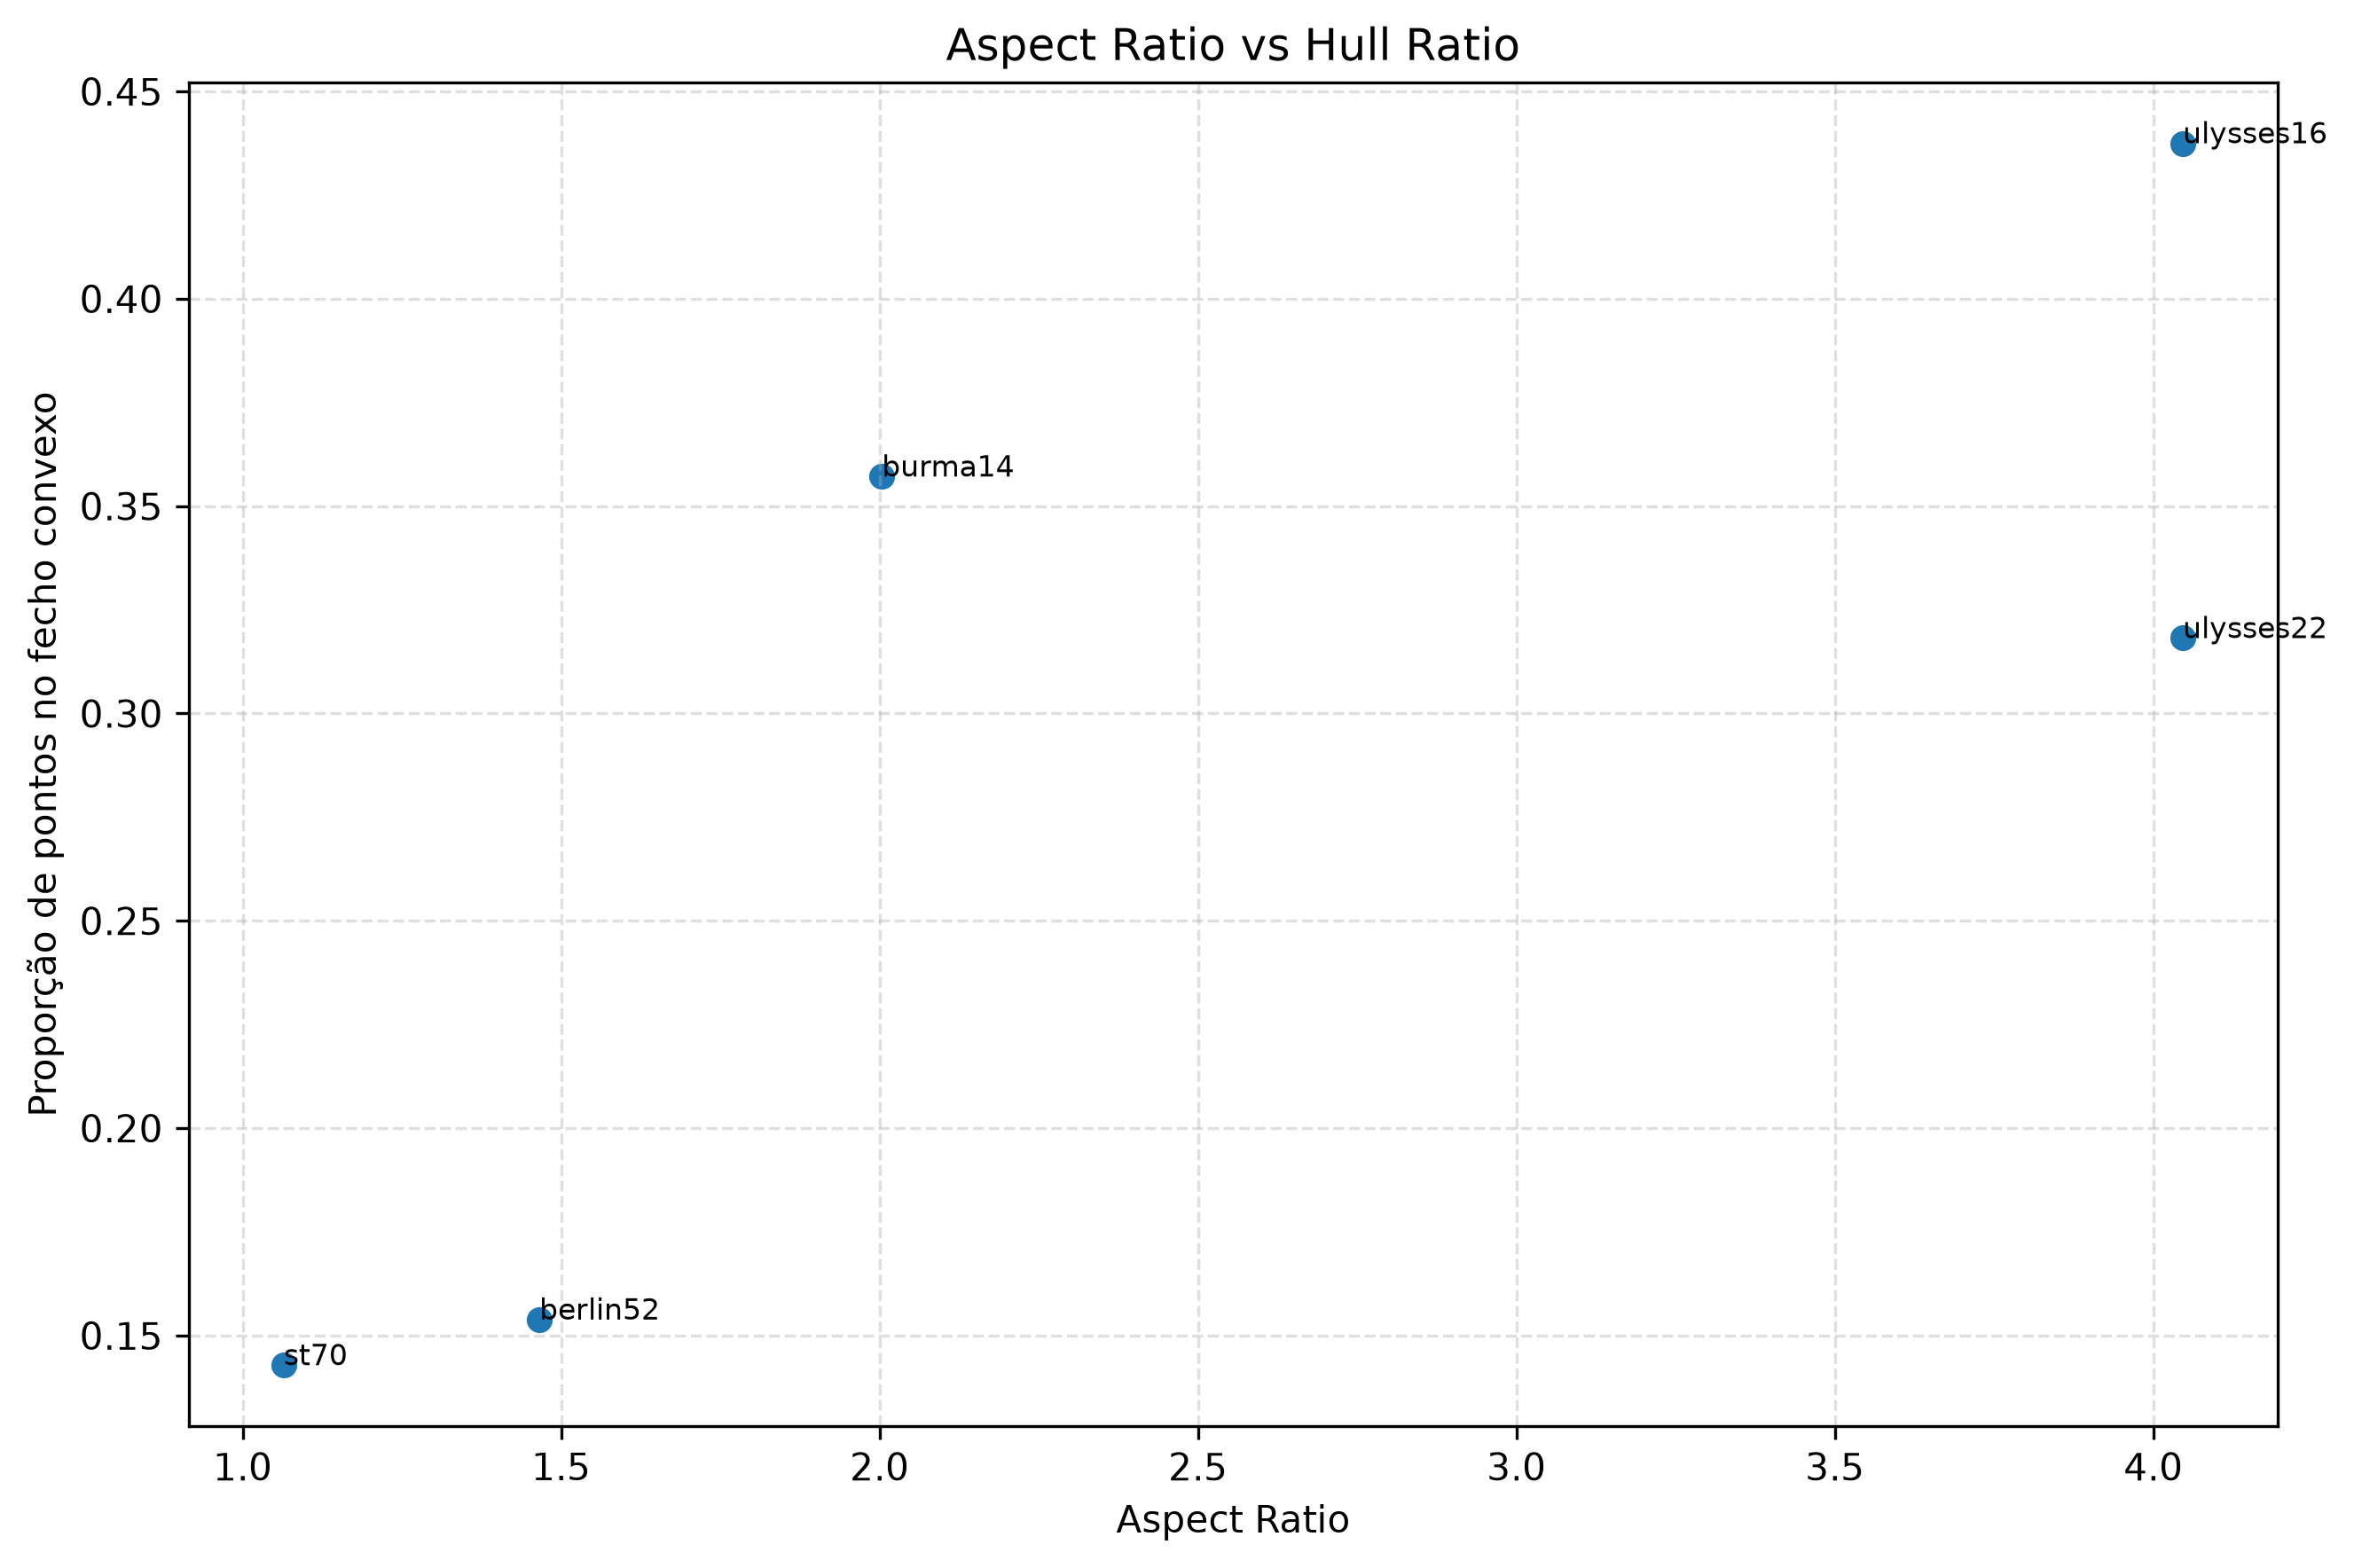 Aspect Ratio vs Hull Ratio
Proporção de pontos no fecho convexo
0.45
0.40
0.35
0.30
0.25
0.20
0.15
ulysses16
burma14
ulysses22
berlin52
st70
1.0 1.5 2.0 2.5 3.0 3.5 4.0
Aspect Ratio